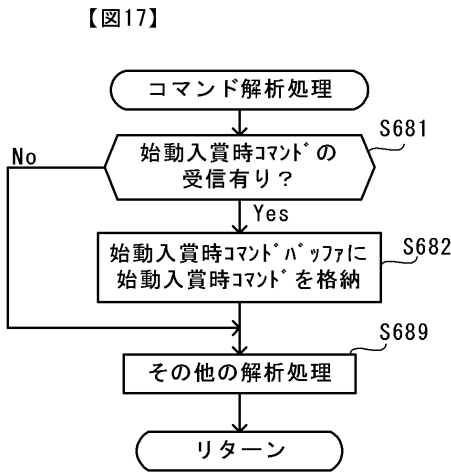 【図17】
コマンド解析処理
S681
始動入賞時ｺﾏﾝﾄﾞの
受信有り？
No
Yes
S682
始動入賞時ｺﾏﾝﾄﾞﾊﾞｯﾌｧに
始動入賞時ｺﾏﾝﾄﾞを格納
S689
その他の解析処理
リターン